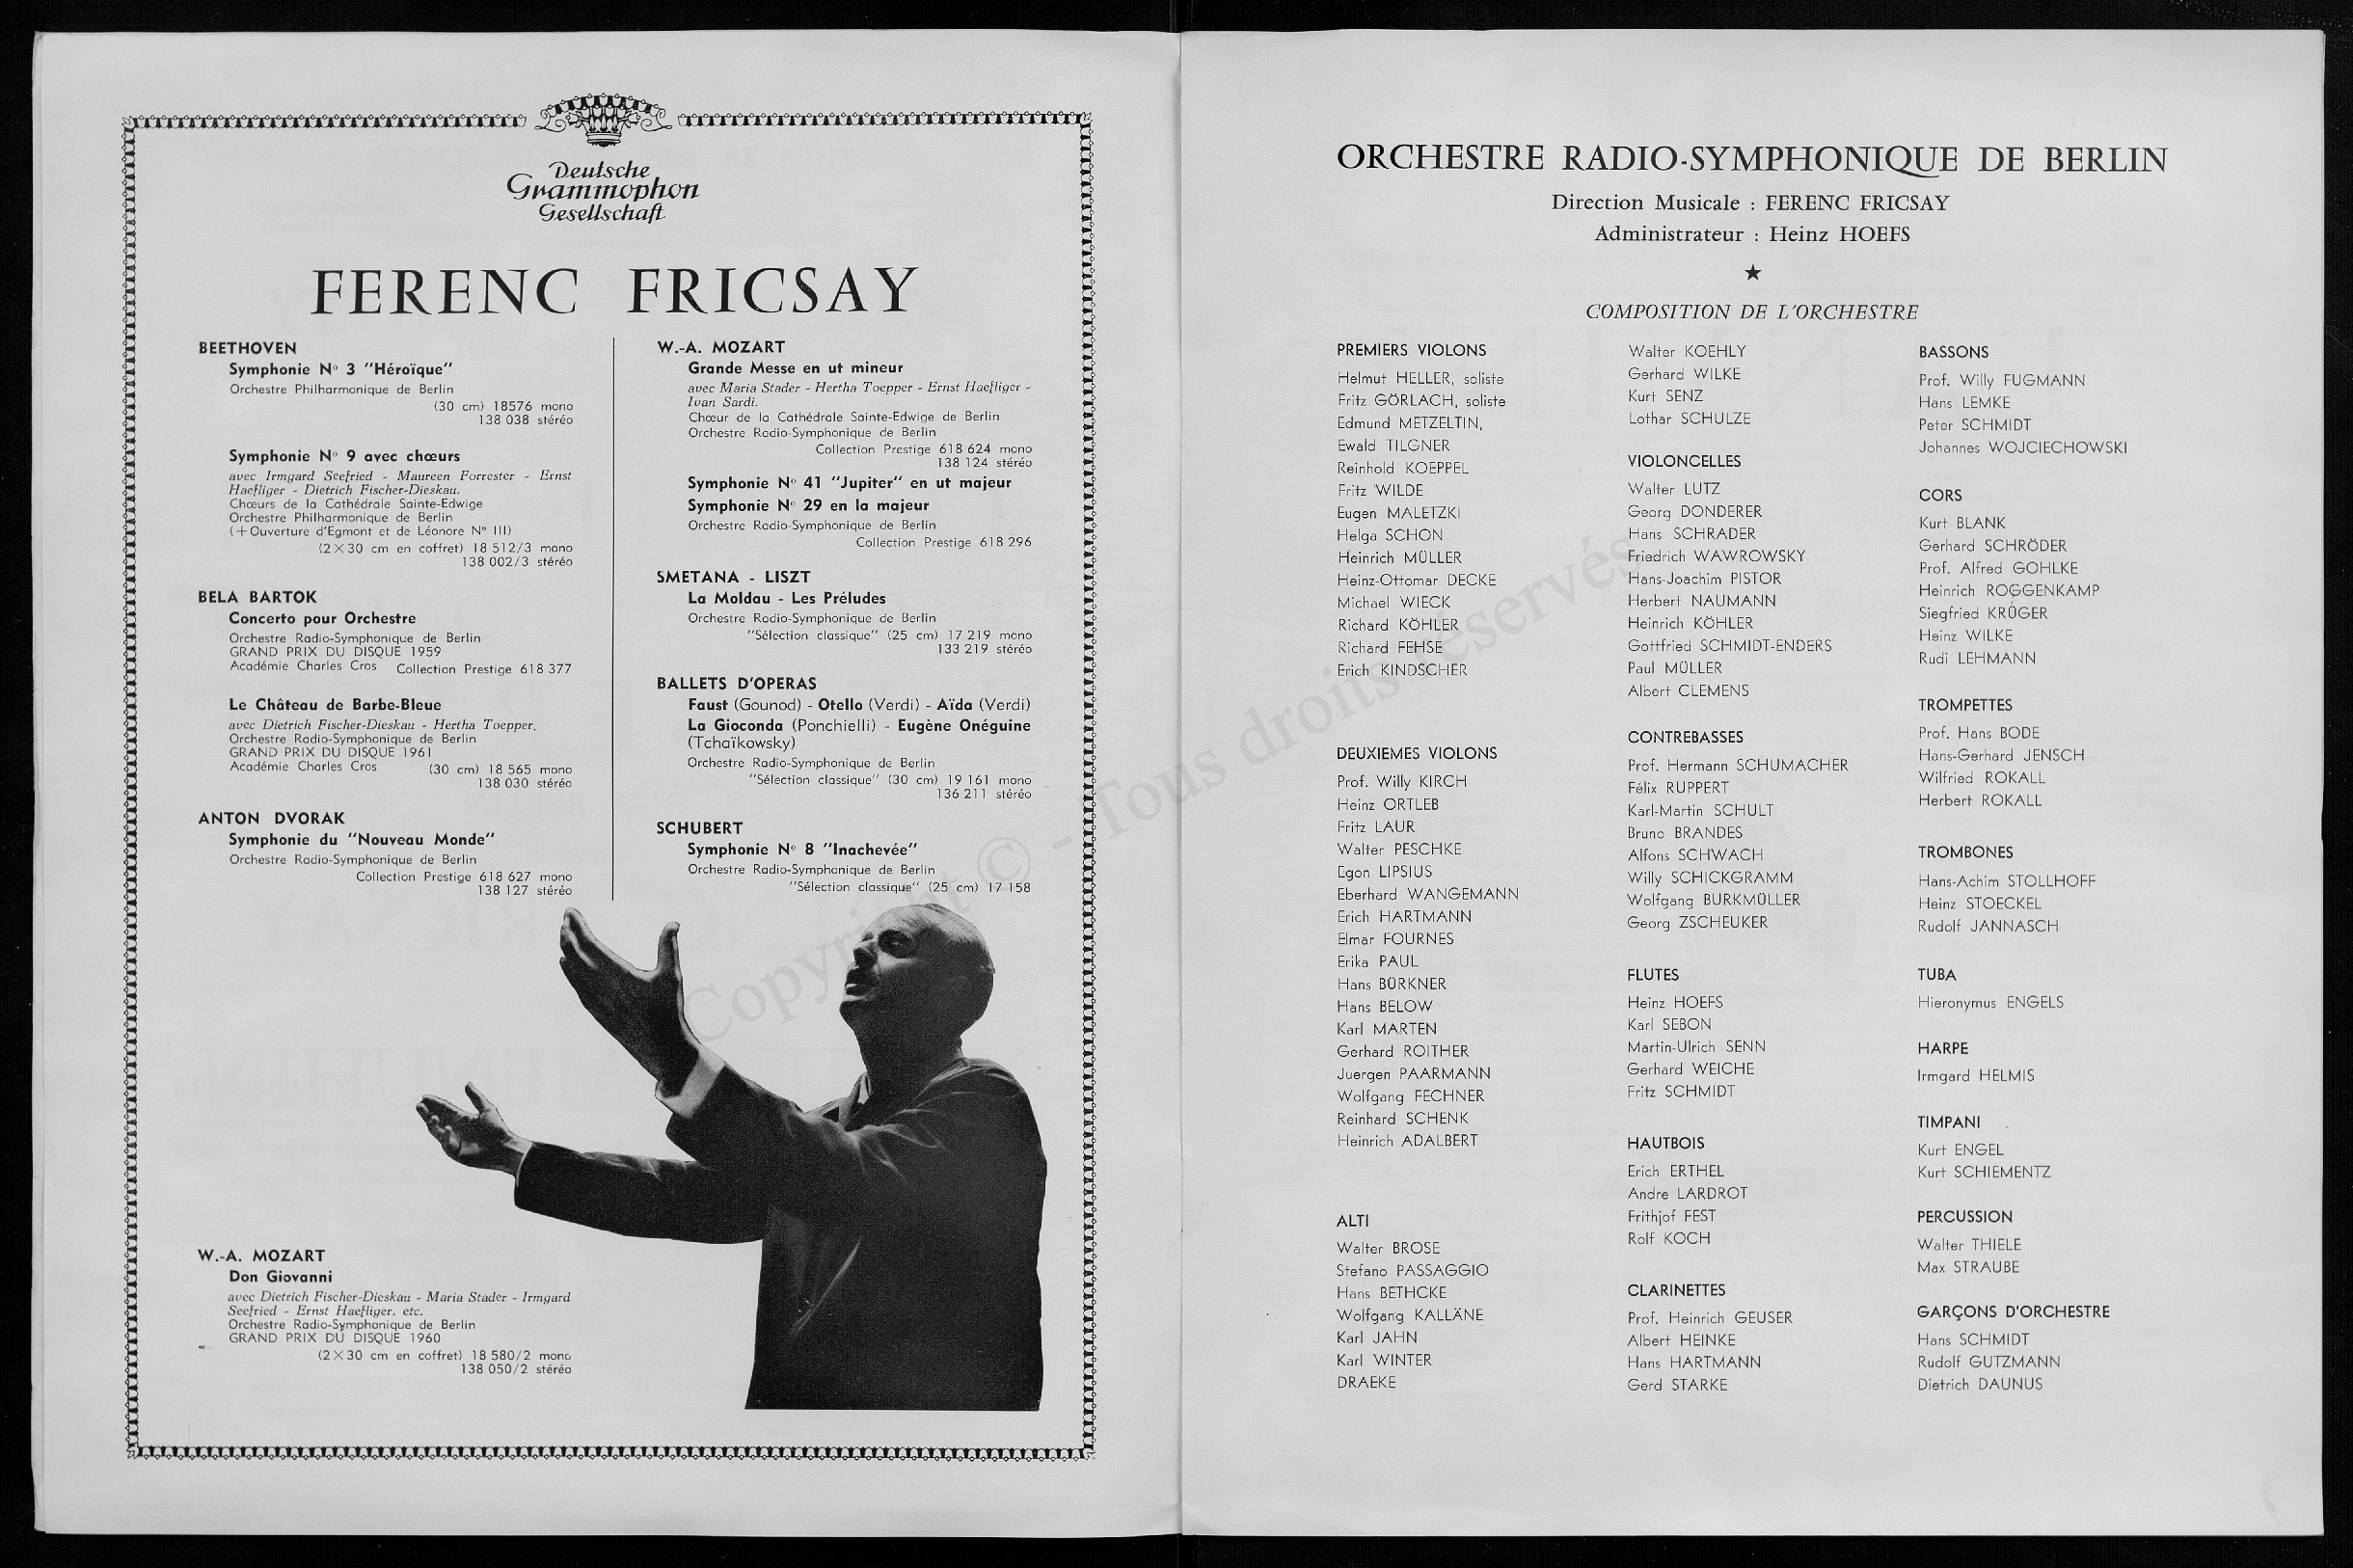 Deutsche
Grammophon
Gesellschaft
FERENC FRICSAY
BEETHOVEN
Symphonie Nº 3 "Héroïque"
Orchestre Philharmonique de Berlin
(30 cm) 18576 mono
138 038 stéréo
Symphonie Nº 9 avec chœurs
avec Irmgard Seefried - Maureen Forrester - Ernst
Haefliger - Dietrich Fischer-Dieskau.
Chœurs de la Cathédrale Sainte-Edwige
Orchestre Philharmonique de Berlin
(+Ouverture d'Egmont et de Léonore Nº III)
(2×30 cm en coffret) 18 512/3 mono
138 002/3 stéréo
BELA BARTOK
Concerto pour Orchestre
Orchestre Radio-Symphonique de Berlin
GRAND PRIX DU DISQUE 1959
Académie Charles Cros Collection Prestige 618 377
Le Château de Barbe-Bleue
avec Dietrich Fischer-Dieskau - Hertha Toepper.
Orchestre Radio-Symphonique de Berlin
GRAND PRIX DU DISQUE 1961
Académie Charles Cros (30 cm) 18 565 mono
138 030 stéréo
ANTON DVORAK
Symphonie du "Nouveau Monde"
Orchestre Radio-Symphonique de Berlin
Collection Prestige 618 627 mono
138 127 stéréo
W.-A. MOZART
Don Giovanni
avec Dietrich Fischer-Dieskau - Maria Stader - Irmgard
Seefried - Ernst Haefliger, etc.
Orchestre Radio-Symphonique de Berlin
GRAND PRIX DU DISQUE 1960
(2×30 cm en coffret) 18 580/2 mono
138 050/2 stéréo
W.-A. MOZART
Grande Messe en ut mineur
avec Maria Stader - Hertha Toepper - Ernst Haefliger -
Ivan Sardi.
Chœur de la Cathédrale Sainte-Edwige de Berlin
Orchestre Radio-Symphonique de Berlin
Collection Prestige 618 624 mono
138 124 stéréo
Symphonie Nº 41 "Jupiter" en ut majeur
Symphonie Nº 29 en la majeur
Orchestre Radio-Symphonique de Berlin
Collection Prestige 618 296
SMETANA - LISZT
La Moldau - Les Préludes
Orchestre Radio-Symphonique de Berlin
"Sélection classique" (25 cm) 17 219 mono
133 219 stéréo
BALLETS D'OPERAS
Faust (Gounod) - Otello (Verdi) - Aïda (Verdi)
La Gioconda (Ponchielli) - Eugène Onéguine
(Tchaïkowsky)
Orchestre Radio-Symphonique de Berlin
"Sélection classique" (30 cm) 19 161 mono
136 211 stéréo
SCHUBERT
Symphonie Nº 8 "Inachevée"
Orchestre Radio-Symphonique de Berlin
"Sélection classique" (25 cm) 17 158
Copyright © - Tous droits réservés
ORCHESTRE RADIO-SYMPHONIQUE DE BERLIN
Direction Musicale : FERENC FRICSAY
Administrateur : Heinz HOEFS
★
COMPOSITION DE L'ORCHESTRE
PREMIERS VIOLONS
Helmut HELLER, soliste
Fritz GÖRLACH, soliste
Edmund METZELTIN,
Ewald TILGNER
Reinhold KOEPPEL
Fritz WILDE
Eugen MALETZKI
Helga SCHON
Heinrich MÜLLER
Heinz-Ottomar DECKE
Michael WIECK
Richard KÖHLER
Richard FEHSE
Erich KINDSCHER
DEUXIEMES VIOLONS
Prof. Willy KIRCH
Heinz ORTLEB
Fritz LAUR
Walter PESCHKE
Egon LIPSIUS
Eberhard WANGEMANN
Erich HARTMANN
Elmar FOURNES
Erika PAUL
Hans BÜRKNER
Hans BELOW
Karl MARTEN
Gerhard ROITHER
Juergen PAARMANN
Wolfgang FECHNER
Reinhard SCHENK
Heinrich ADALBERT
ALTI
Walter BROSE
Stefano PASSAGGIO
Hans BETHCKE
Wolfgang KALLÄNE
Karl JAHN
Karl WINTER
DRAEKE
Walter KOEHLY
Gerhard WILKE
Kurt SENZ
Lothar SCHULZE
VIOLONCELLES
Walter LUTZ
Georg DONDERER
Hans SCHRADER
Friedrich WAWROWSKY
Hans-Joachim PISTOR
Herbert NAUMANN
Heinrich KÖHLER
Gottfried SCHMIDT-ENDERS
Paul MÜLLER
Albert CLEMENS
CONTREBASSES
Prof. Hermann SCHUMACHER
Félix RUPPERT
Karl-Martin SCHULT
Bruno BRANDES
Alfons SCHWACH
Willy SCHICKGRAMM
Wolfgang BURKMÜLLER
Georg ZSCHEUKER
FLUTES
Heinz HOEFS
Karl SEBON
Martin-Ulrich SENN
Gerhard WEICHE
Fritz SCHMIDT
HAUTBOIS
Erich ERTHEL
Andre LARDROT
Frithjof FEST
Rolf KOCH
CLARINETTES
Prof. Heinrich GEUSER
Albert HEINKE
Hans HARTMANN
Gerd STARKE
BASSONS
Prof. Willy FUGMANN
Hans LEMKE
Peter SCHMIDT
Johannes WOJCIECHOWSKI
CORS
Kurt BLANK
Gerhard SCHRÖDER
Prof. Alfred GOHLKE
Heinrich ROGGENKAMP
Siegfried KRÜGER
Heinz WILKE
Rudi LEHMANN
TROMPETTES
Prof. Hans BODE
Hans-Gerhard JENSCH
Wilfried ROKALL
Herbert ROKALL
TROMBONES
Hans-Achim STOLLHOFF
Heinz STOECKEL
Rudolf JANNASCH
TUBA
Hieronymus ENGELS
HARPE
Irmgard HELMIS
TIMPANI
Kurt ENGEL
Kurt SCHIEMENTZ
PERCUSSION
Walter THIELE
Max STRAUBE
GARÇONS D'ORCHESTRE
Hans SCHMIDT
Rudolf GUTZMANN
Dietrich DAUNUS